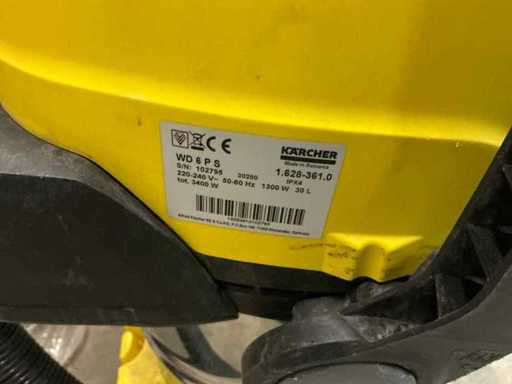 CE
KÄRCHER
Made in Romania
WD 6 P S
S/N: 102795 20250 1.628-361.0
220-240 V~ 50-60 Hz 1300 W 30 L
IPX4
tot. 3400 W